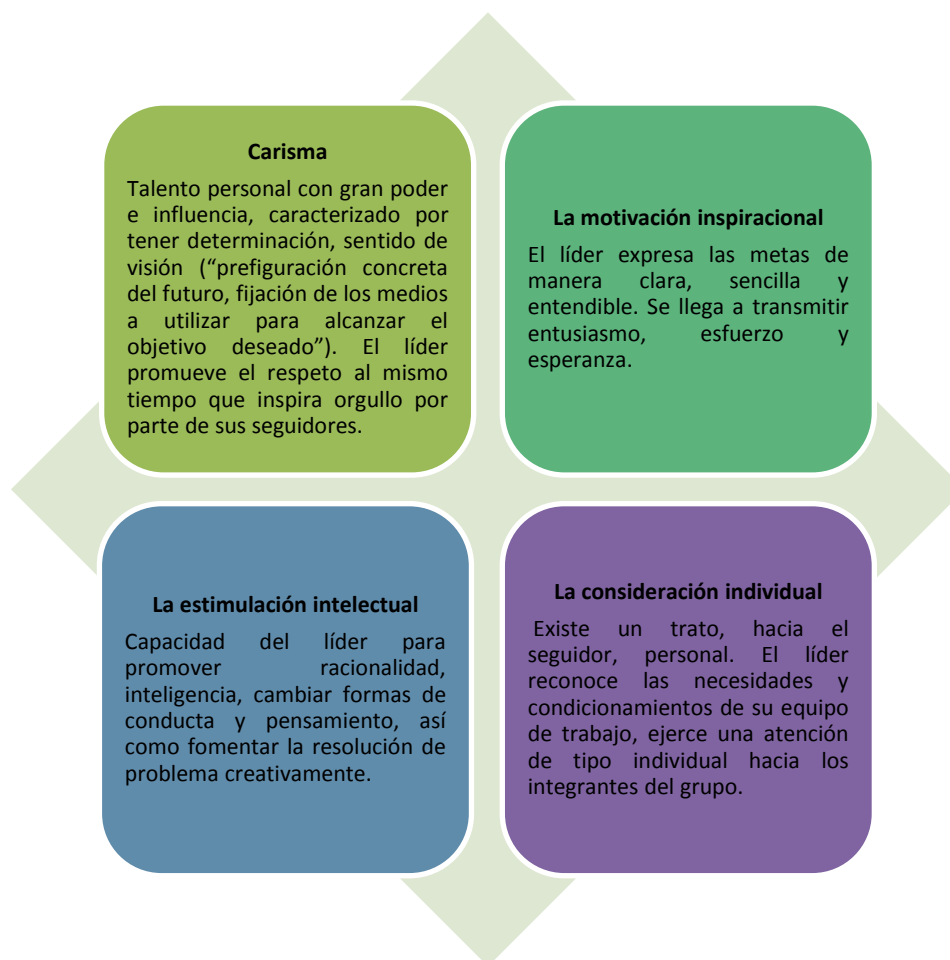 Carisma
Talento personal con gran poder
e influencia, caracterizado por
tener determinación, sentido de
visión (“prefiguración concreta
del futuro, fijación de los medios
a utilizar para alcanzar el
objetivo deseado”). El líder
promueve el respeto al mismo
tiempo que inspira orgullo por
parte de sus seguidores.
La motivación inspiracional
El líder expresa las metas de
manera clara, sencilla y
entendible. Se llega a transmitir
entusiasmo, esfuerzo y
esperanza.
La estimulación intelectual
Capacidad del líder para
promover racionalidad,
inteligencia, cambiar formas de
conducta y pensamiento, así
como fomentar la resolución de
problema creativamente.
La consideración individual
Existe un trato, hacia el
seguidor, personal. El líder
reconoce las necesidades y
condicionamientos de su equipo
de trabajo, ejerce una atención
de tipo individual hacia los
integrantes del grupo.